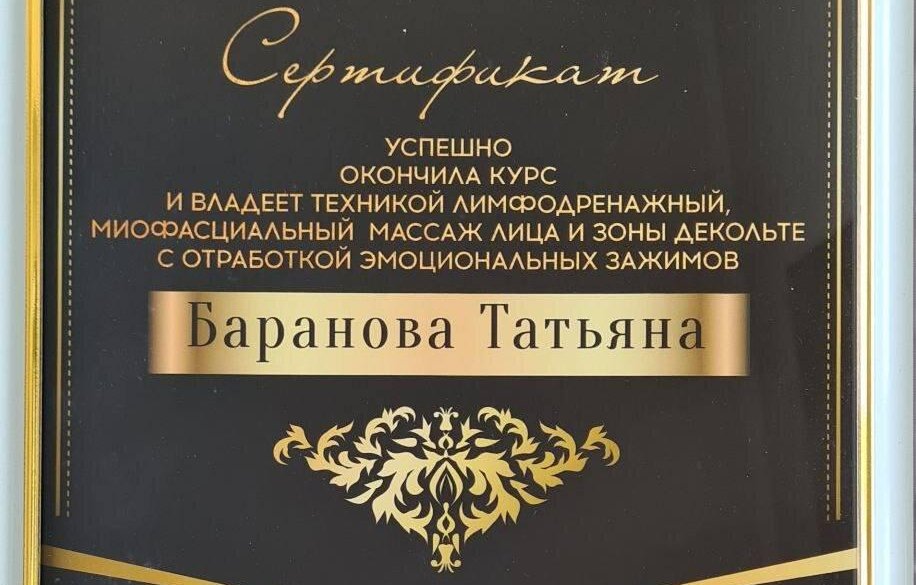 Сертификат
УСПЕШНО
ОКОНЧИЛА КУРС
И ВЛАДЕЕТ ТЕХНИКОЙ ЛИМФОДРЕНАЖНЫЙ,
МИОФАСЦИАЛЬНЫЙ МАССАЖ ЛИЦА И ЗОНЫ ДЕКОЛЬТЕ
С ОТРАБОТКОЙ ЭМОЦИОНАЛЬНЫХ ЗАЖИМОВ
Баранова Татьяна